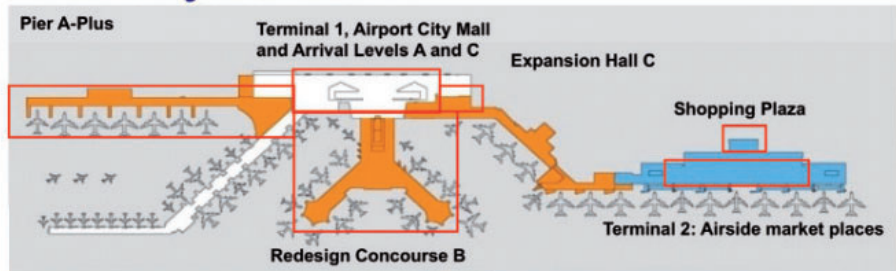 Pier A-Plus
Terminal 1, Airport City Mall
and Arrival Levels A and C
Expansion Hall C
Shopping Plaza
Terminal 2: Airside market places
Redesign Concourse B